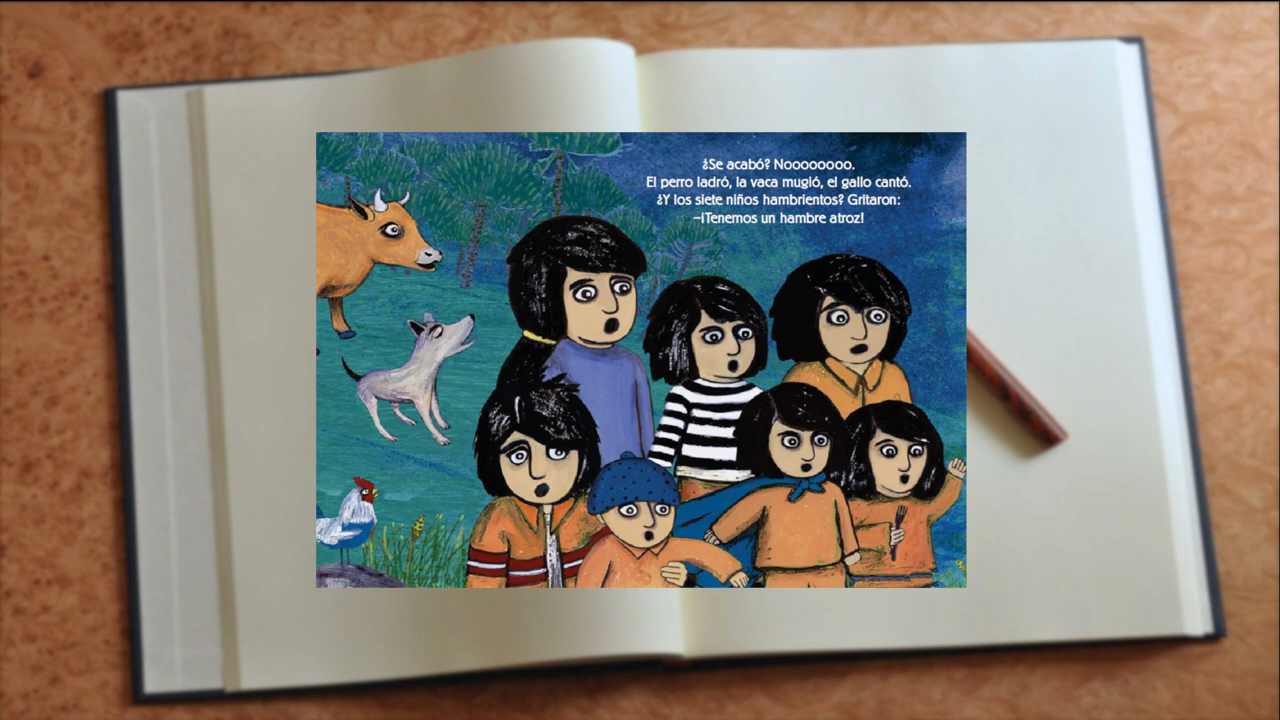 ¿Se acabó? Noooooooo.
El perro ladró, la vaca mugió, el gallo cantó.
¿Y los siete niños hambrientos? Gritaron:
–¡Tenemos un hambre atroz!